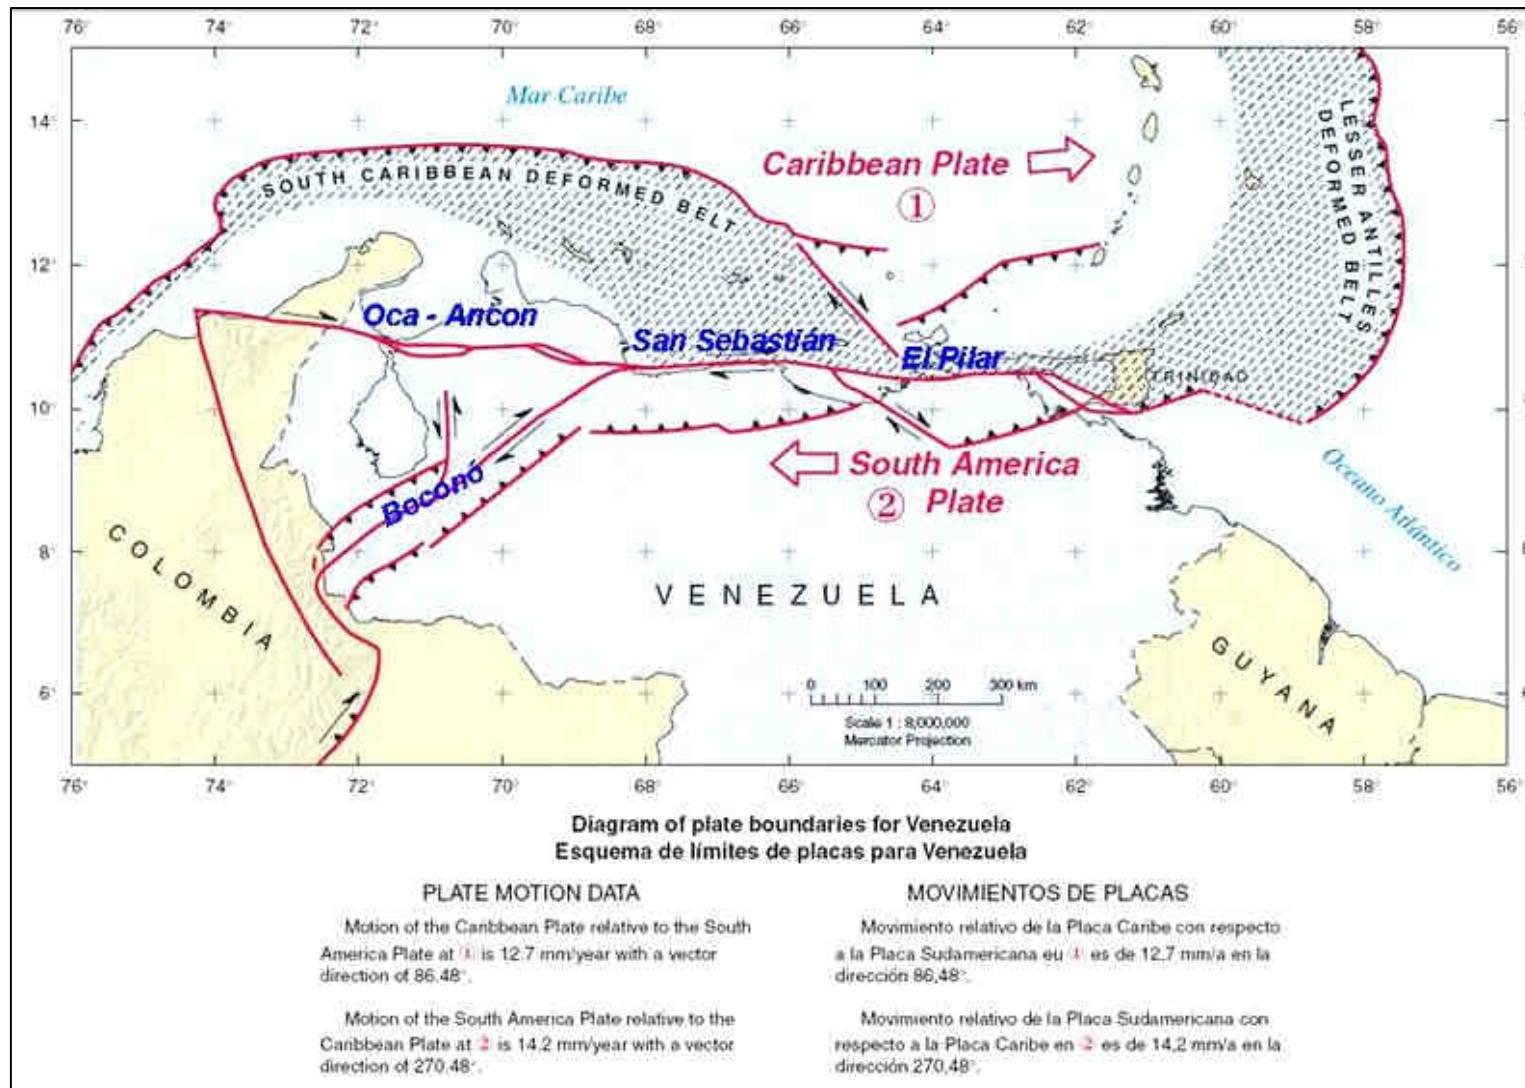 76° 74° 72° 70° 68° 66° 64° 62° 60° 58° 56°
Mar Caribe
14°
Caribbean Plate
1
SOUTH CARIBBEAN DEFORMED BELT
LESSER ANTILLES
DEFORMED BELT
12°
Oca - Ancon
San Sebastián
El Pilar
TRINIDAD
10°
South America
Plate
2
Boconó
Oceano Atlántico
8°
COLOMBIA
VENEZUELA
GUYANA
6°
0 100 200 300 km
Scale 1 : 8,000,000
Mercator Projection
76° 74° 72° 70° 68° 66° 64° 62° 60° 58° 56°
Diagram of plate boundaries for Venezuela
Esquema de límites de placas para Venezuela
PLATE MOTION DATA
Motion of the Caribbean Plate relative to the South
America Plate at 1 is 12.7 mm/year with a vector
direction of 86.48°.
Motion of the South America Plate relative to the
Caribbean Plate at 2 is 14.2 mm/year with a vector
direction of 270.48°.
MOVIMIENTOS DE PLACAS
Movimiento relativo de la Placa Caribe con respecto
a la Placa Sudamericana eu 1 es de 12,7 mm/a en la
dirección 86,48°.
Movimiento relativo de la Placa Sudamericana con
respecto a la Placa Caribe en 2 es de 14,2 mm/a en la
dirección 270,48°.